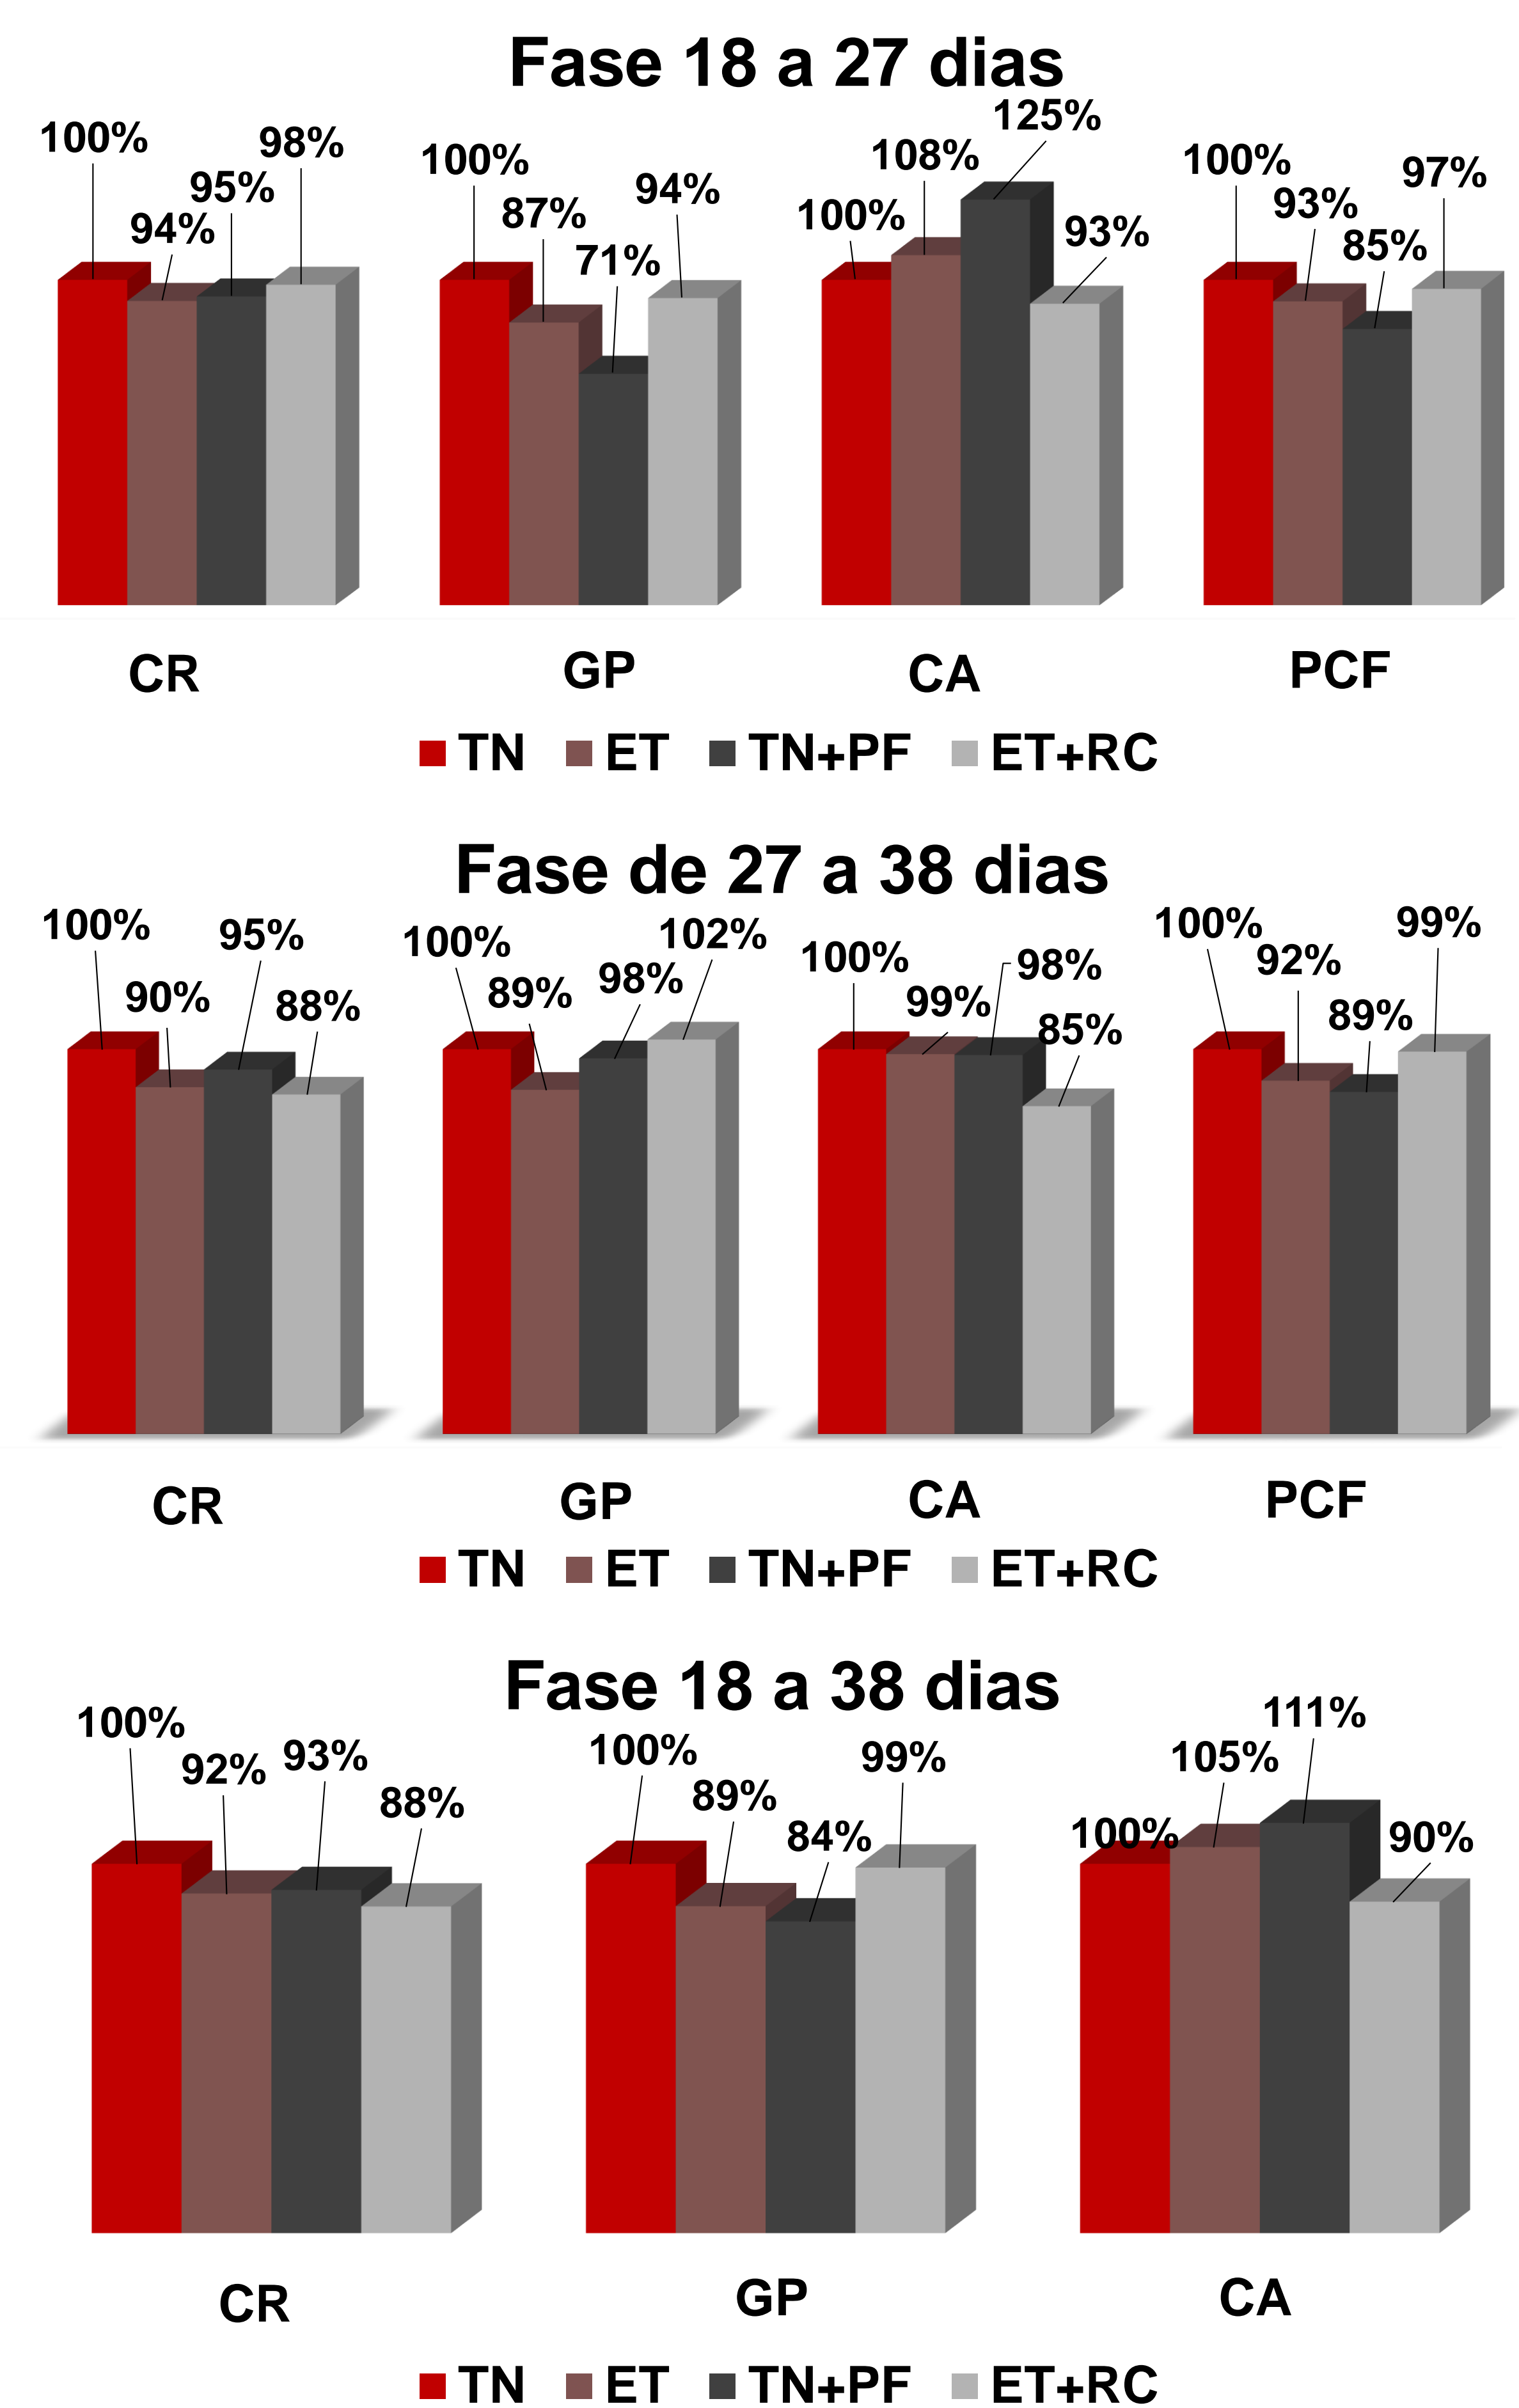 Fase 18 a 27 dias
100% 94% 95% 98% 100% 87% 71% 94% 100% 108% 125% 93% 100% 93% 85% 97%
CR GP CA PCF
TN ET TN+PF ET+RC
Fase de 27 a 38 dias
100% 90% 95% 88% 100% 89% 98% 102% 100% 99% 98% 85% 100% 92% 89% 99%
CR GP CA PCF
TN ET TN+PF ET+RC
Fase 18 a 38 dias
100% 92% 93% 88% 100% 89% 84% 99% 100% 105% 111% 90%
CR GP CA
TN ET TN+PF ET+RC